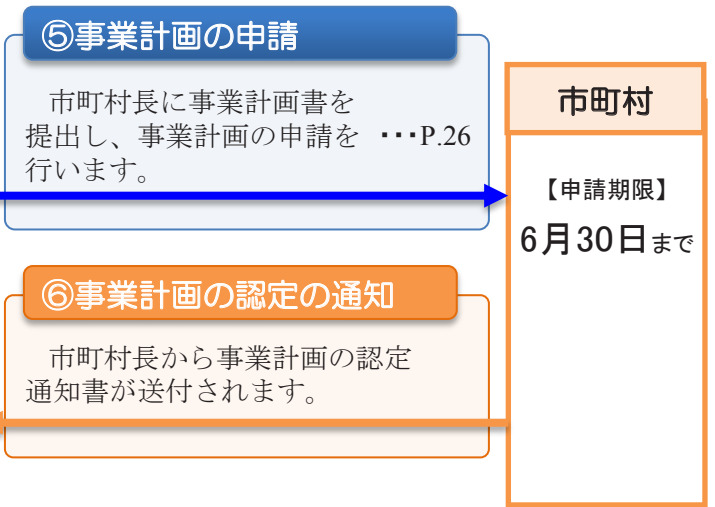 ⑤事業計画の申請
市町村長に事業計画書を
提出し、事業計画の申請を ・・・P.26
行います。
市町村
【申請期限】
6月30日まで
⑥事業計画の認定の通知
市町村長から事業計画の認定
通知書が送付されます。